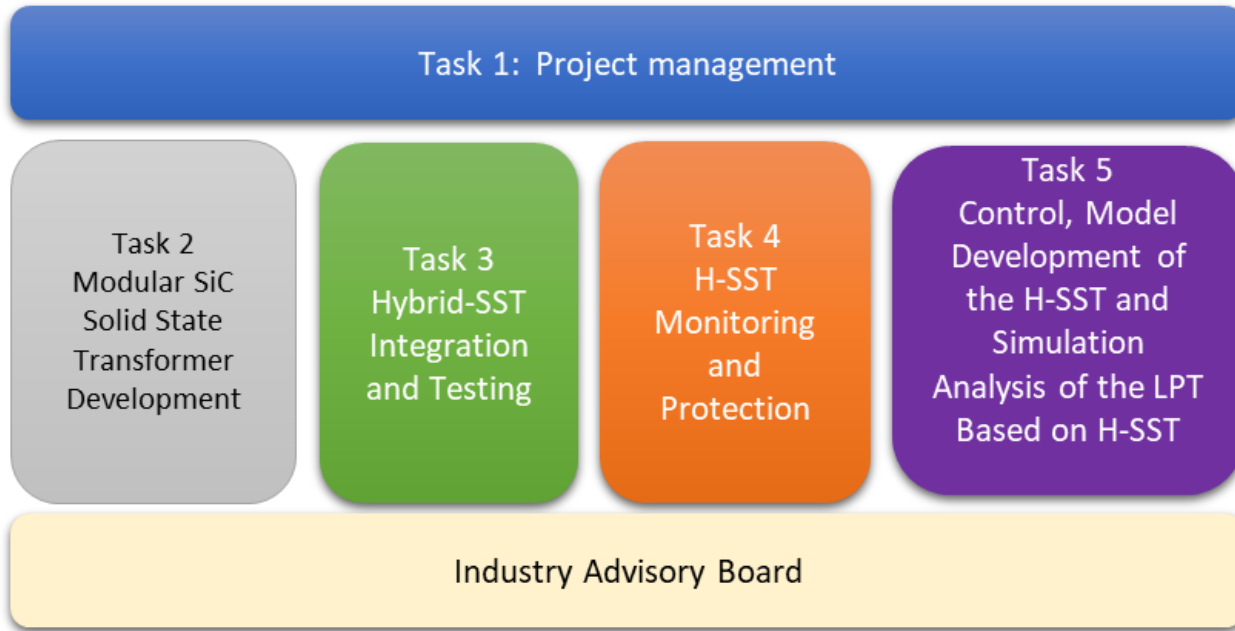 Task 1: Project management
Task 2
Modular SiC
Solid State
Transformer
Development
Task 3
Hybrid-SST
Integration
and Testing
Task 4
H-SST
Monitoring
and
Protection
Task 5
Control, Model
Development of
the H-SST and
Simulation
Analysis of the LPT
Based on H-SST
Industry Advisory Board